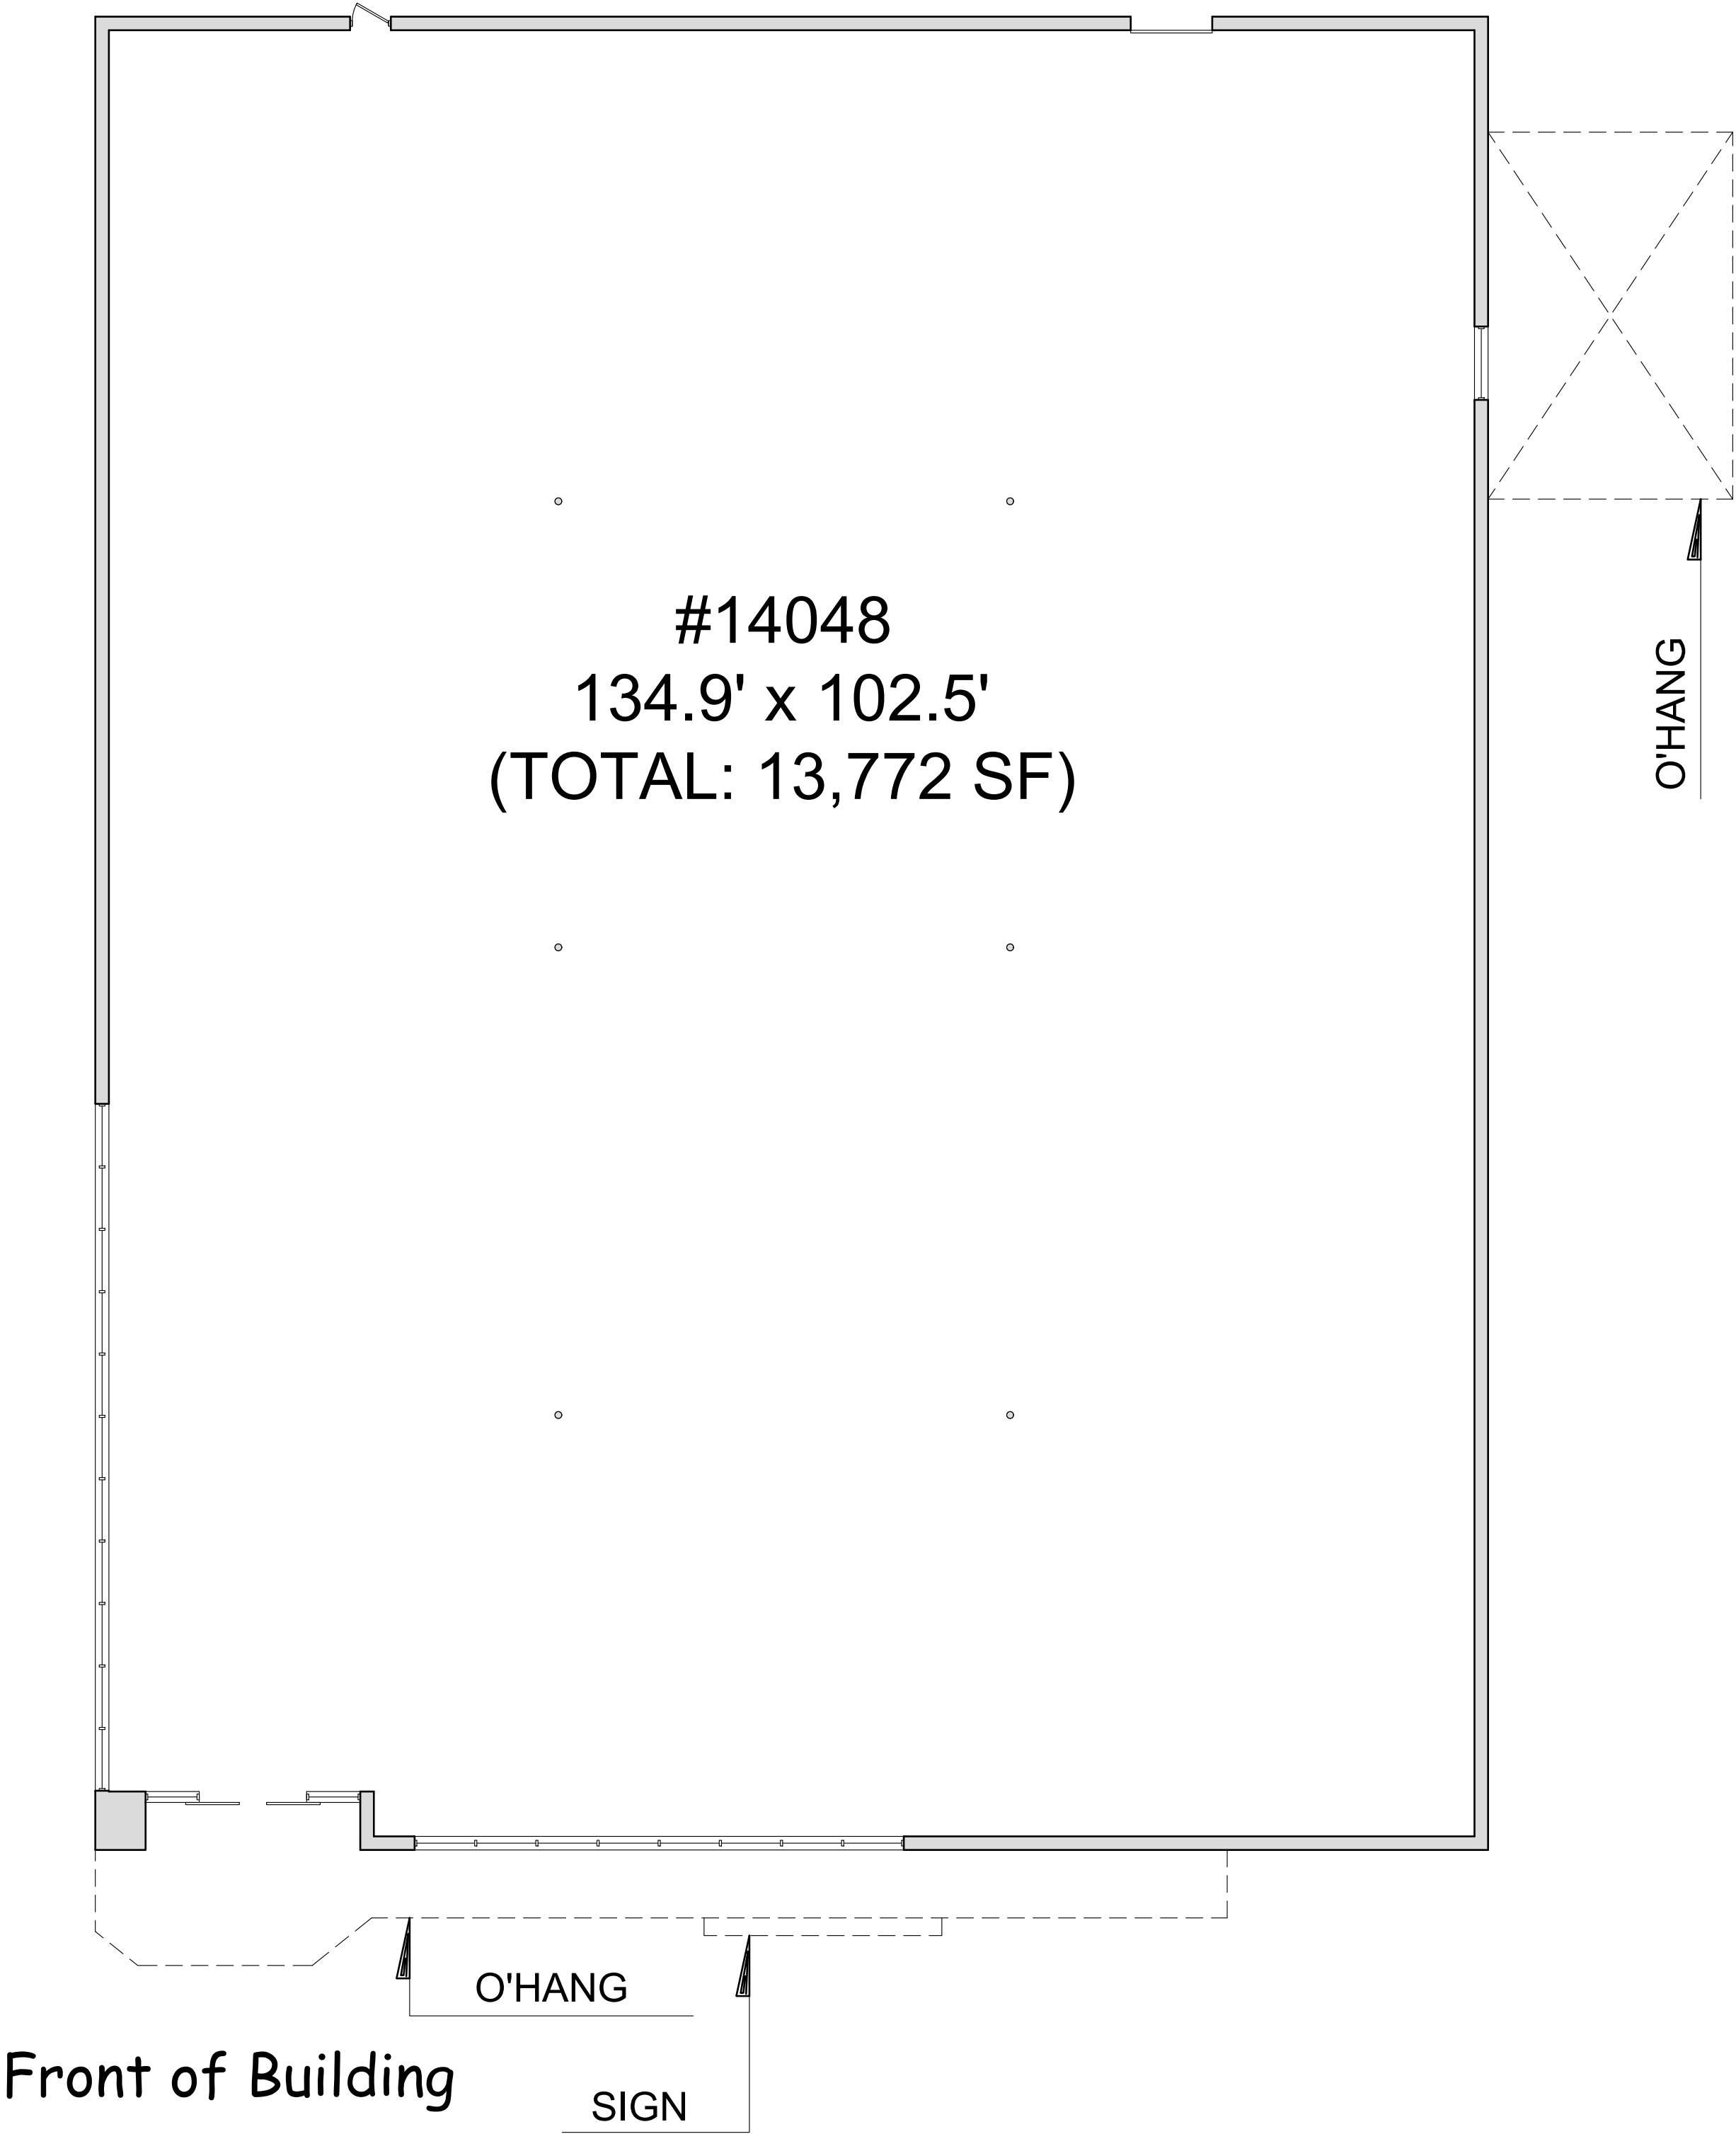 #14048
134.9' x 102.5'
(TOTAL: 13,772 SF)
O'HANG
O'HANG
Front of Building
SIGN